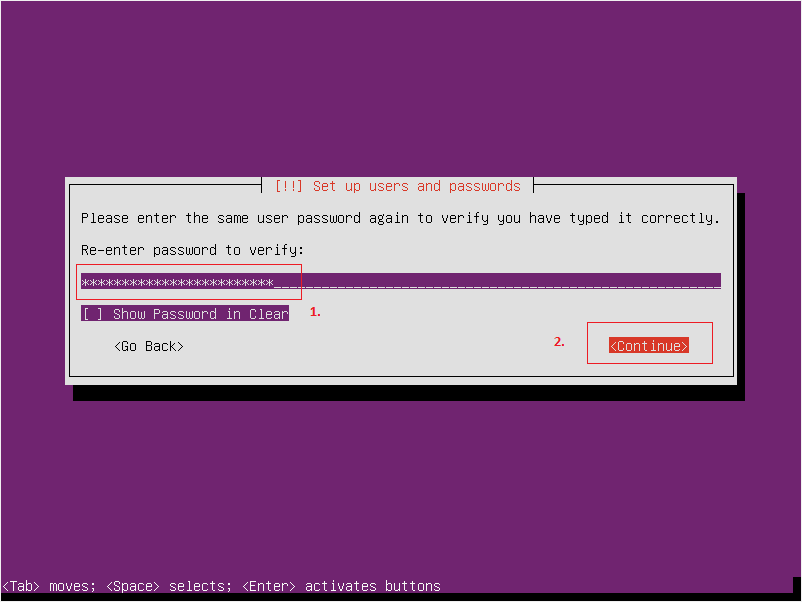 [!!] Set up users and passwords
Please enter the same user password again to verify you have typed it correctly.
Re-enter password to verify:
************************
[ ] Show Password in Clear 1.
<Go Back> 2. <Continue>
<Tab> moves; <Space> selects; <Enter> activates buttons